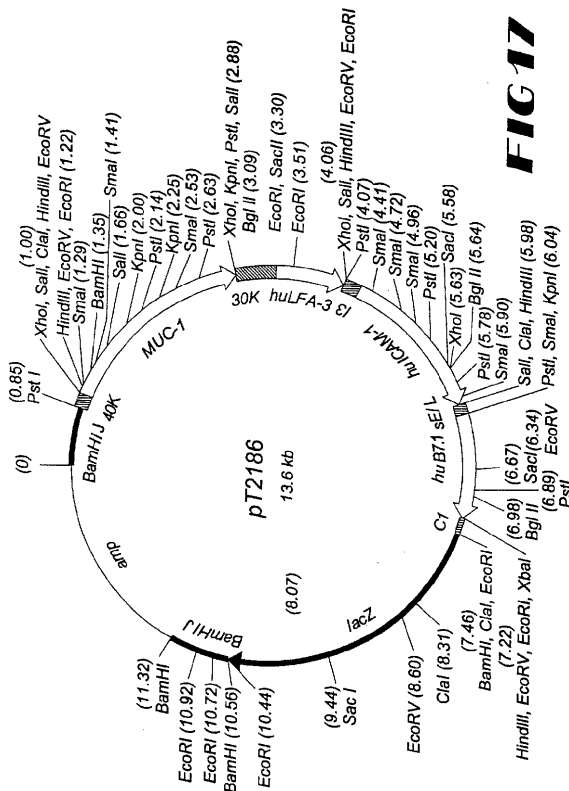 (0)
(0.85)
Pst I
(1.00)
XhoI, SalI, ClaI, HindIII, EcoRV
HindIII, EcoRV, EcoRI (1.22)
SmaI (1.29)
BamHI (1.35)
SmaI (1.41)
SalI (1.66)
KpnI (2.00)
PstI (2.14)
KpnI (2.25)
SmaI (2.53)
PstI (2.63)
XhoI, KpnI, PstI, SalI (2.88)
Bgl II (3.09)
EcoRI, SacII (3.30)
EcoRI (3.51)
(4.06)
XhoI, SalI, HindIII, EcoRV, EcoRI
PstI (4.07)
SmaI (4.41)
SmaI (4.72)
SmaI (4.96)
PstI (5.20)
SacI (5.58)
XhoI (5.63)
Bgl II (5.64)
PstI (5.78)
SmaI (5.90)
SalI, ClaI, HindIII (5.98)
PstI, SmaI, KpnI (6.04)
EcoRV
SacI (6.34)
(6.67)
PstI
(6.89)
Bgl II
(6.98)
HindIII, EcoRV, EcoRI, XbaI
(7.22)
BamHI, ClaI, EcoRI
(7.46)
ClaI (8.31)
EcoRV (8.60)
Sac I
(9.44)
EcoRI (10.44)
BamHI (10.56)
EcoRI (10.72)
EcoRI (10.92)
BamHI
(11.32)
BamHI J
40K
MUC-1
30K
huLFA-3
I3
huICAM-1
sE/L
huB7.1
C1
(8.07)
lacZ
BamHI J
amp
pT2186
13.6 kb
FIG 17